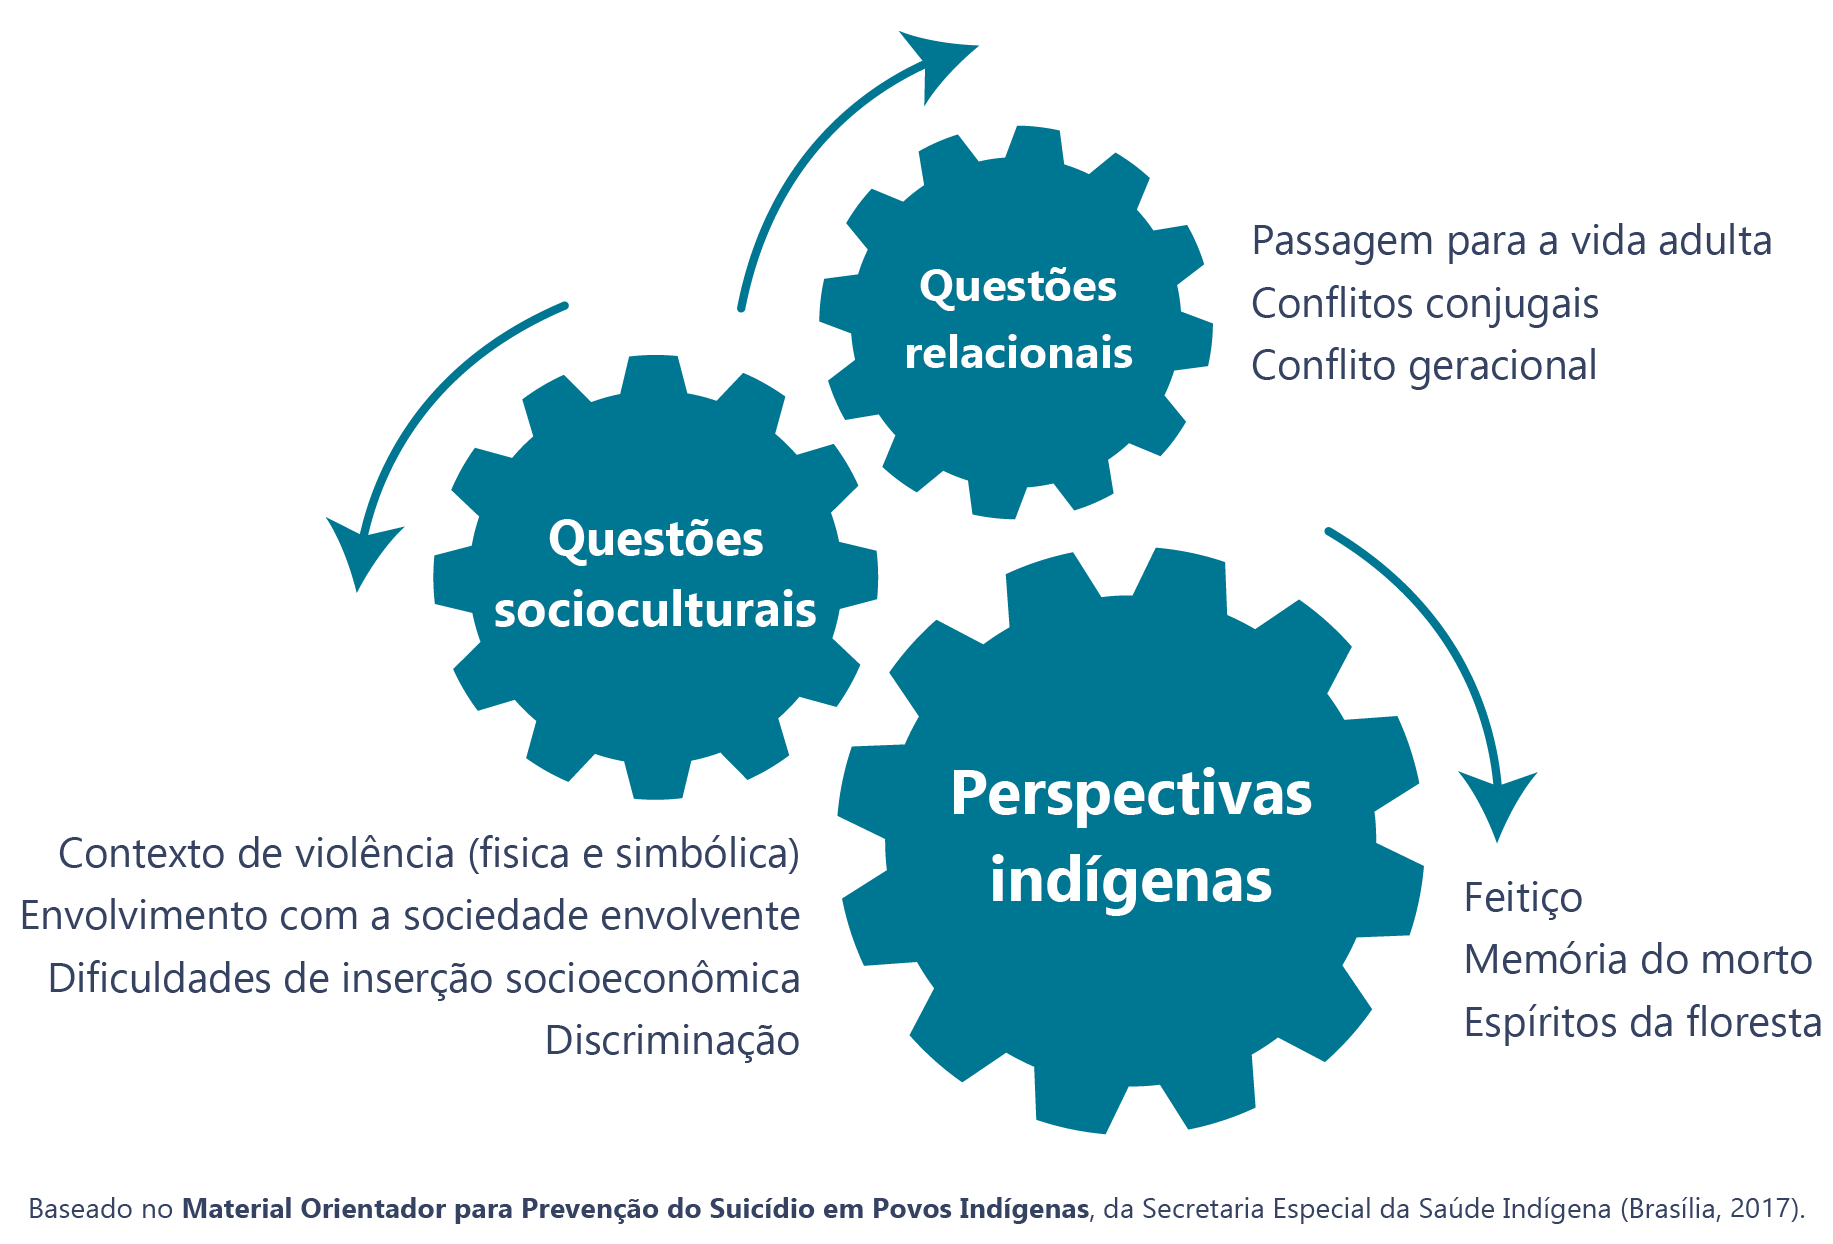 Questões
relacionais
Passagem para a vida adulta
Conflitos conjugais
Conflito geracional
Questões
socioculturais
Contexto de violência (fisica e simbólica)
Envolvimento com a sociedade envolvente
Dificuldades de inserção socioeconômica
Discriminação
Perspectivas
indígenas
Feitiço
Memória do morto
Espíritos da floresta
Baseado no Material Orientador para Prevenção do Suicídio em Povos Indígenas, da Secretaria Especial da Saúde Indígena (Brasília, 2017).